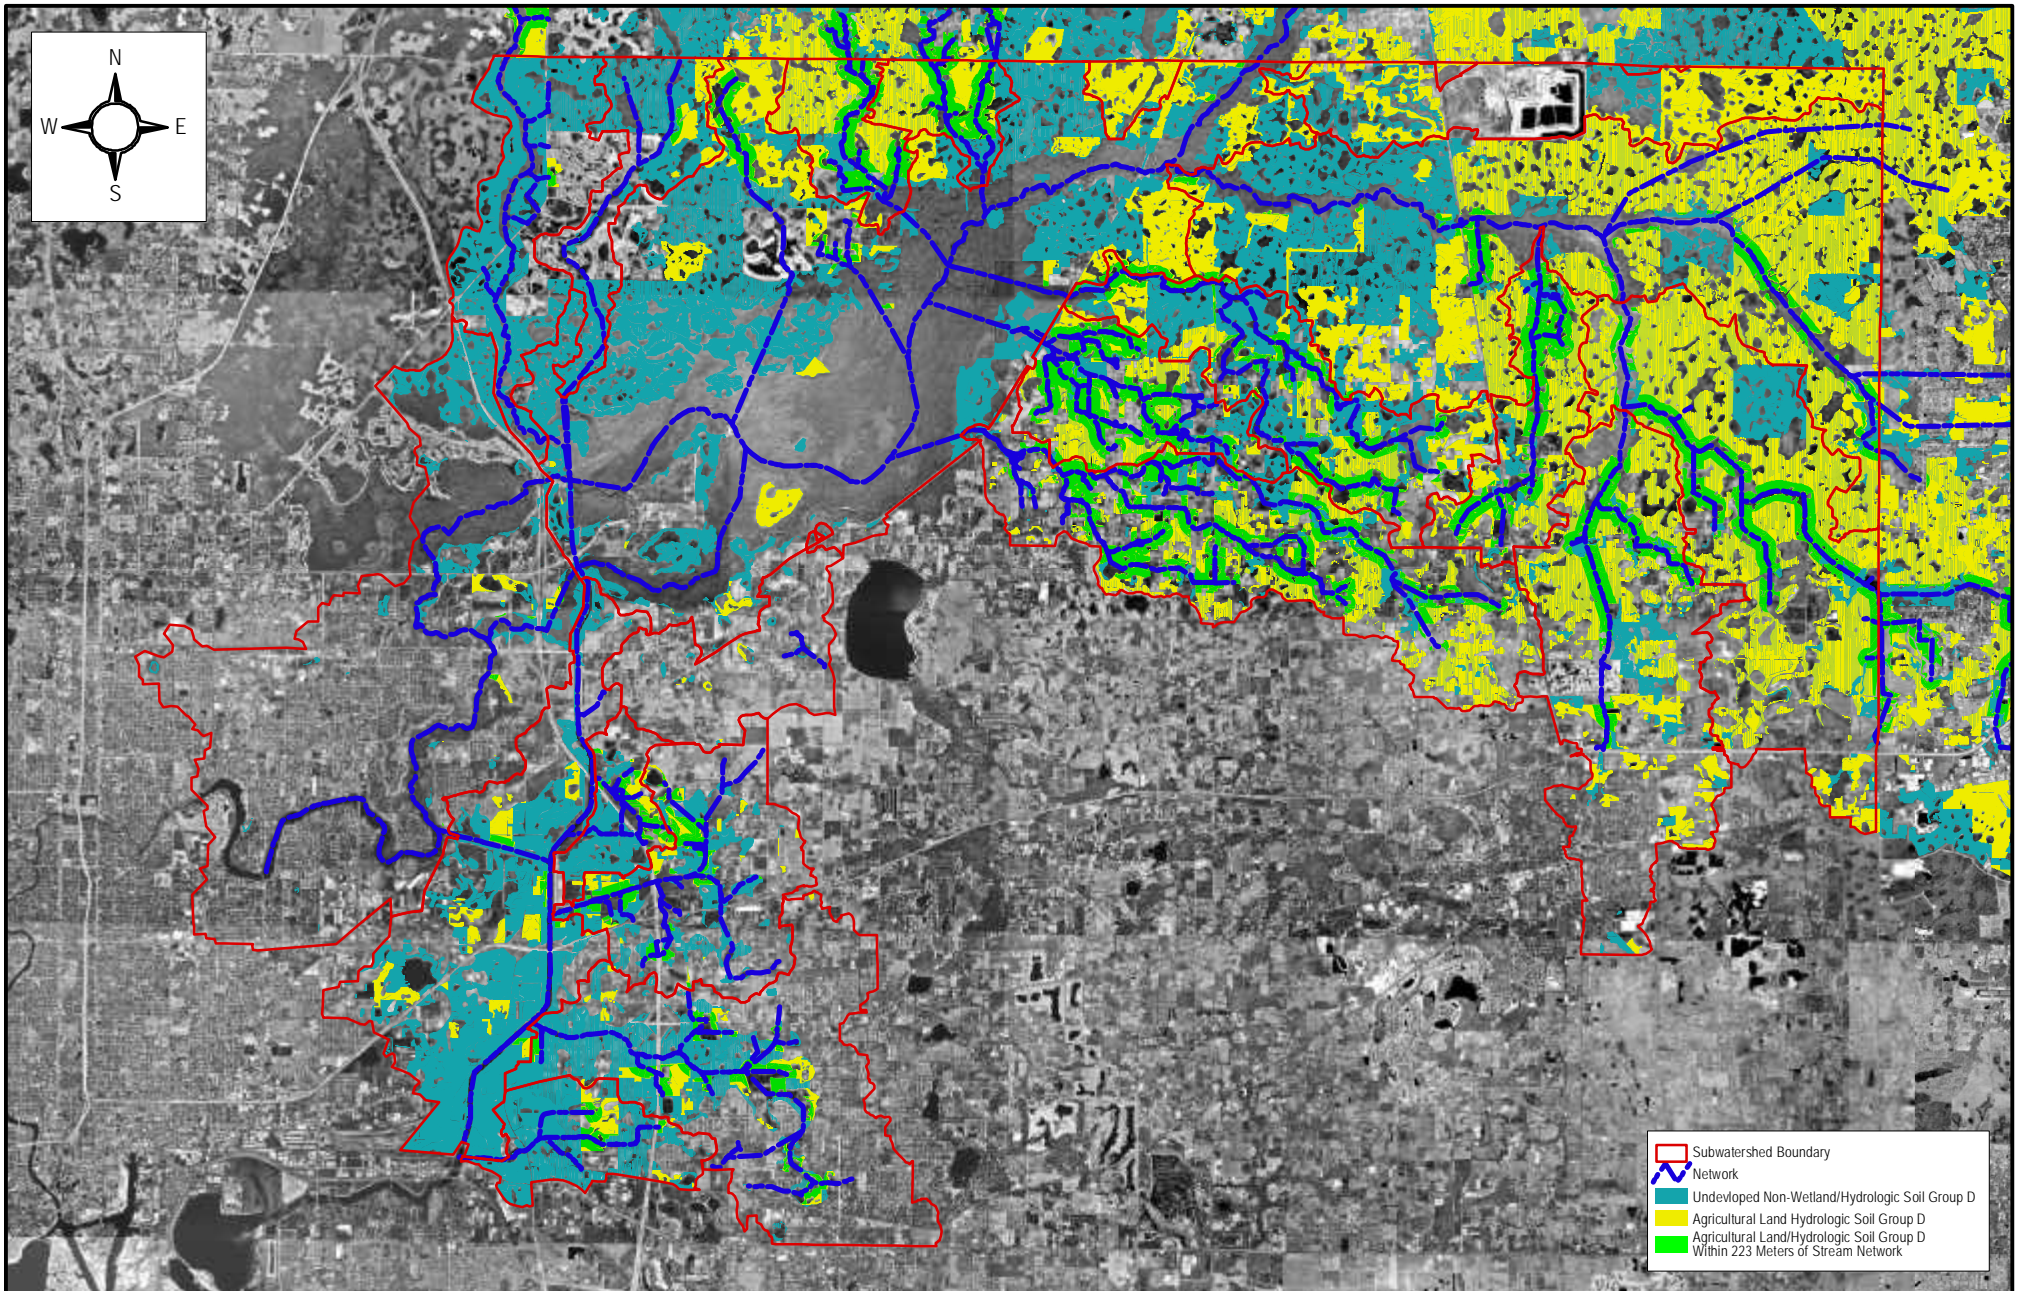 N
W E
S
Subwatershed Boundary
Network
Undevloped Non-Wetland/Hydrologic Soil Group D
Agricultural Land Hydrologic Soil Group D
Agricultural Land/Hydrologic Soil Group D
Within 223 Meters of Stream Network